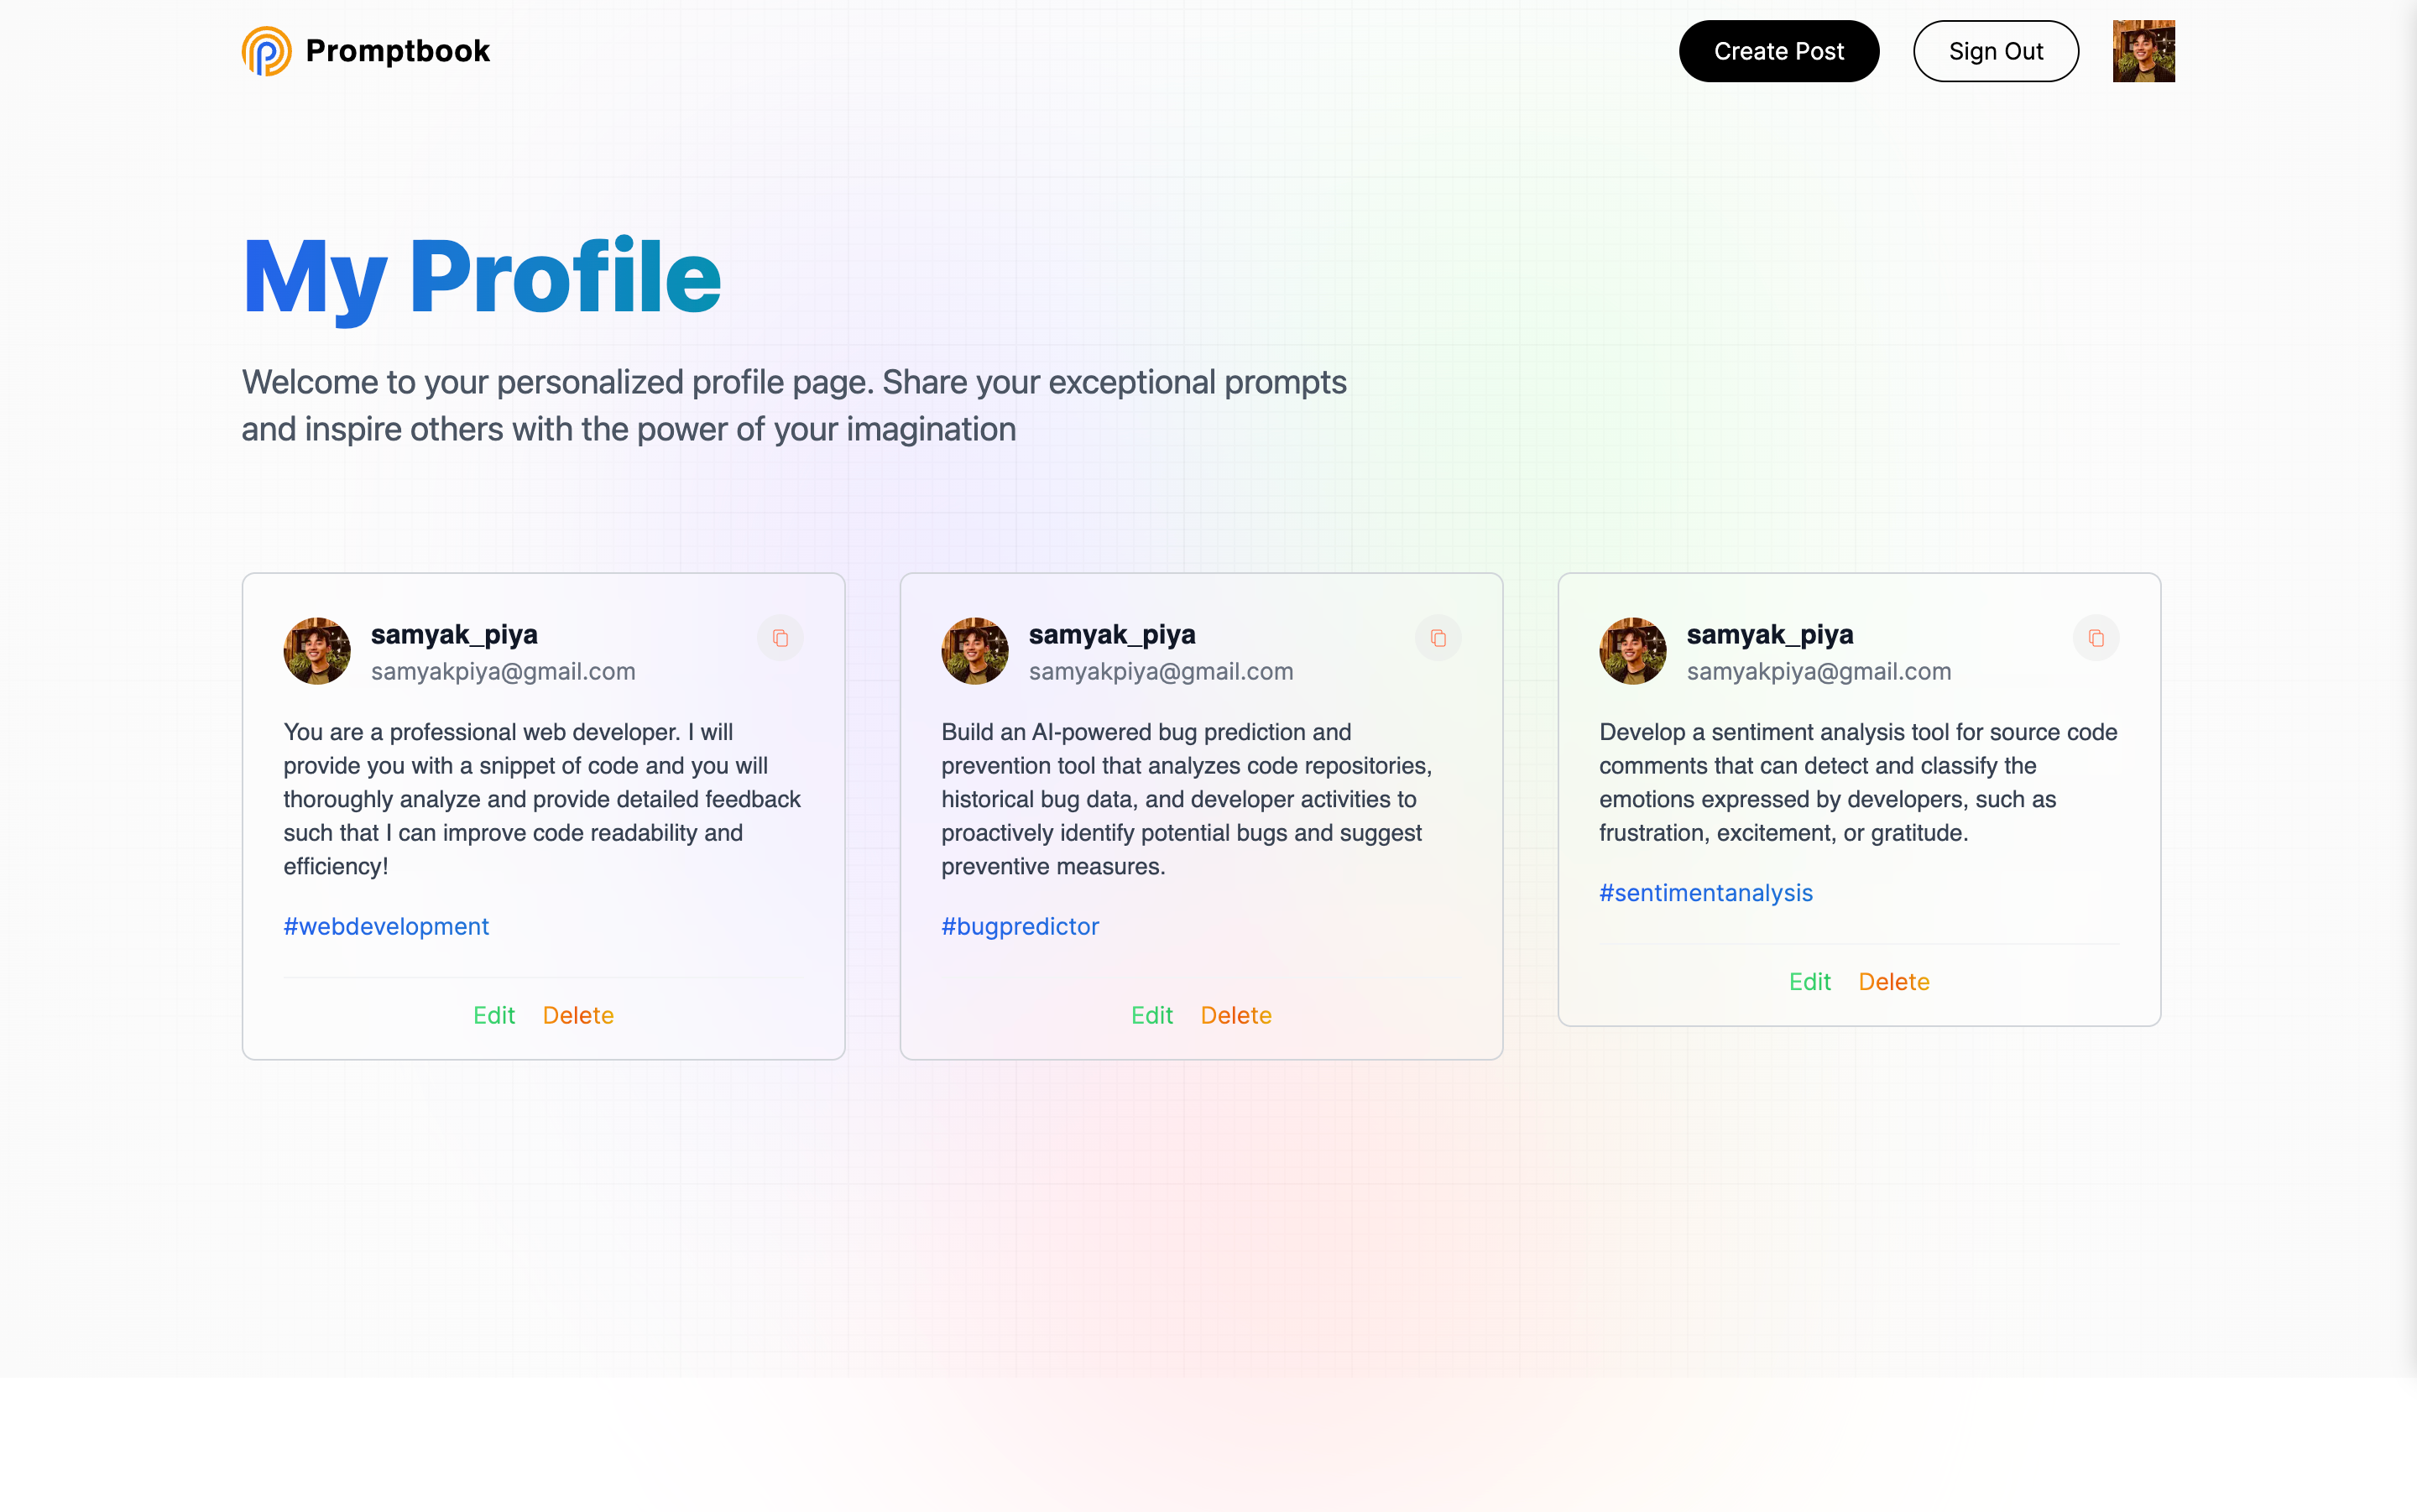 Promptbook
Create Post
Sign Out
My Profile
Welcome to your personalized profile page. Share your exceptional prompts
and inspire others with the power of your imagination
samyak_piya
samyakpiya@gmail.com
You are a professional web developer. I will
provide you with a snippet of code and you will
thoroughly analyze and provide detailed feedback
such that I can improve code readability and
efficiency!
#webdevelopment
Edit Delete
samyak_piya
samyakpiya@gmail.com
Build an AI-powered bug prediction and
prevention tool that analyzes code repositories,
historical bug data, and developer activities to
proactively identify potential bugs and suggest
preventive measures.
#bugpredictor
Edit Delete
samyak_piya
samyakpiya@gmail.com
Develop a sentiment analysis tool for source code
comments that can detect and classify the
emotions expressed by developers, such as
frustration, excitement, or gratitude.
#sentimentanalysis
Edit Delete